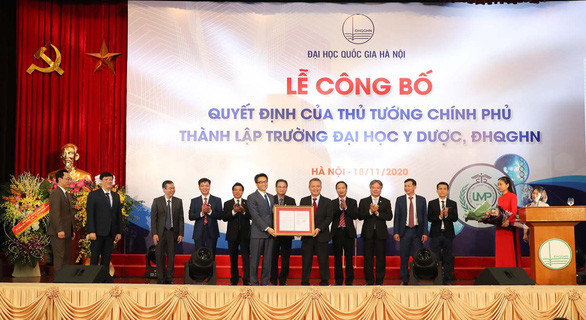 ĐHQGHN
ĐẠI HỌC QUỐC GIA HÀ NỘI
LỄ CÔNG BỐ
QUYẾT ĐỊNH CỦA THỦ TƯỚNG CHÍNH PHỦ
THÀNH LẬP TRƯỜNG ĐẠI HỌC Y DƯỢC, ĐHQGHN
HÀ NỘI - 18/11/2020
UMP